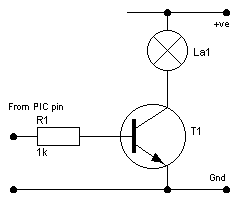 +ve
La1
From PIC pin
R1
T1
1k
Gnd